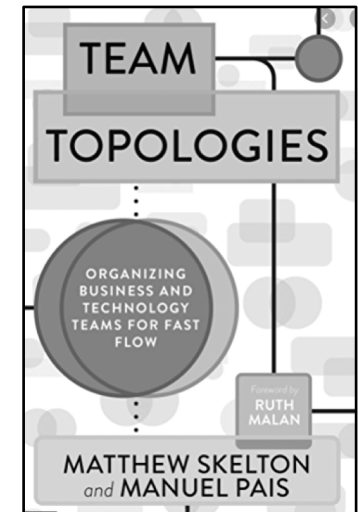 TEAM
TOPOLOGIES
ORGANIZING
BUSINESS AND
TECHNOLOGY
TEAMS FOR FAST
FLOW
Foreword by
RUTH
MALAN
MATTHEW SKELTON
and MANUEL PAIS